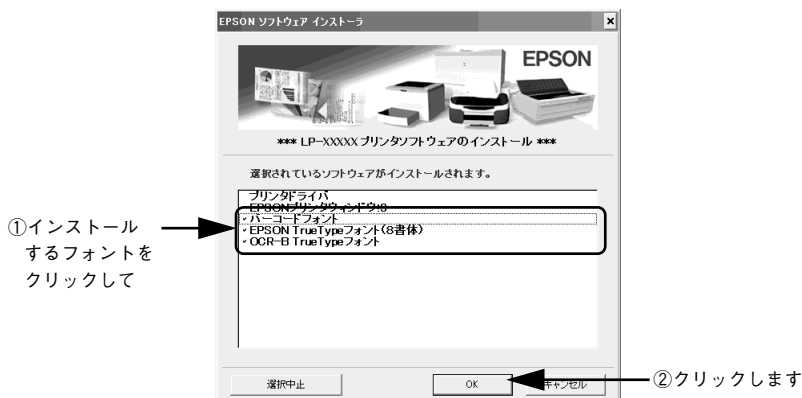 EPSON ソフトウェア インストーラ
EPSON
*** LP-XXXXX プリンタソフトウェアのインストール ***
選択されているソフトウェアがインストールされます。
プリンタドライバ
EPSONプリンタウィンドウ!3
バーコードフォント
EPSON TrueTypeフォント(8書体)
OCR-B TrueTypeフォント
①インストール
するフォントを
クリックして
選択中止
OK
キャンセル
②クリックします